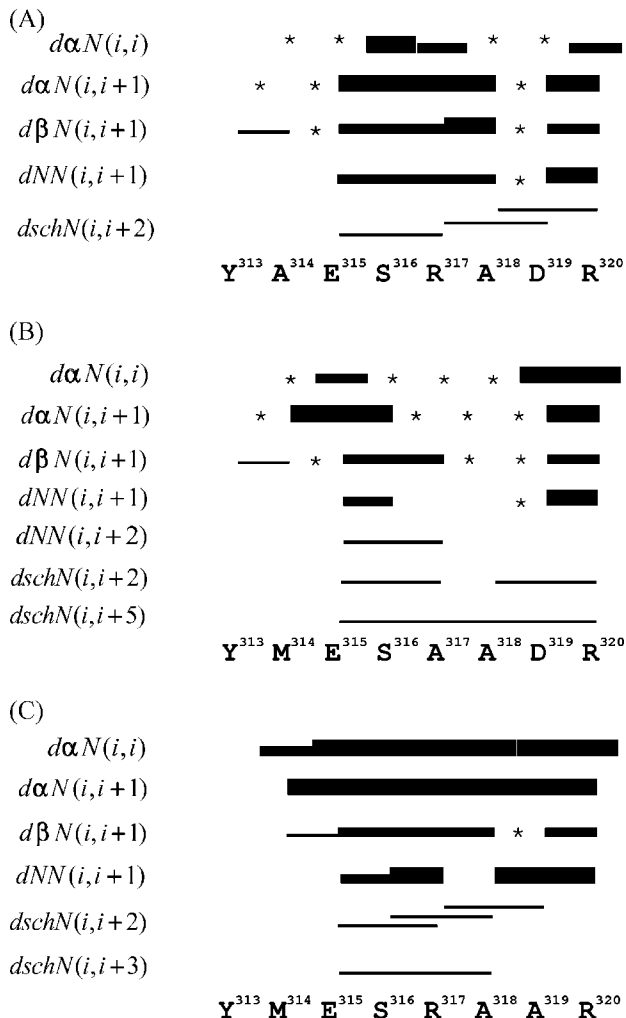 (A)
dαN(i,i) * * * *
dαN(i,i+1) * * *
dβN(i,i+1) * *
dNN(i,i+1) *
dschN(i,i+2)
Y³¹³ A³¹⁴ E³¹⁵ S³¹⁶ R³¹⁷ A³¹⁸ D³¹⁹ R³²⁰
(B)
dαN(i,i) * * * *
dαN(i,i+1) * * * *
dβN(i,i+1) * * *
dNN(i,i+1) *
dNN(i,i+2)
dschN(i,i+2)
dschN(i,i+5)
Y³¹³ M³¹⁴ E³¹⁵ S³¹⁶ A³¹⁷ A³¹⁸ D³¹⁹ R³²⁰
(C)
dαN(i,i)
dαN(i,i+1)
dβN(i,i+1) *
dNN(i,i+1)
dschN(i,i+2)
dschN(i,i+3)
Y³¹³ M³¹⁴ E³¹⁵ S³¹⁶ R³¹⁷ A³¹⁸ A³¹⁹ R³²⁰